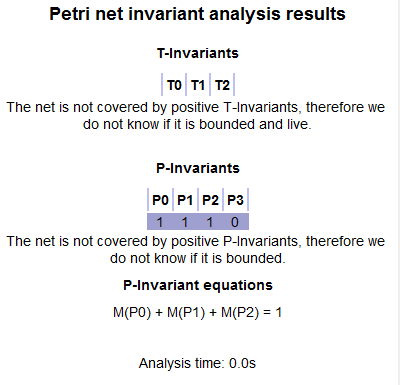 Petri net invariant analysis results
T-Invariants
T0 T1 T2
The net is not covered by positive T-Invariants, therefore we
do not know if it is bounded and live.
P-Invariants
P0 P1 P2 P3
1 1 1 0
The net is not covered by positive P-Invariants, therefore we
do not know if it is bounded.
P-Invariant equations
M(P0) + M(P1) + M(P2) = 1
Analysis time: 0.0s